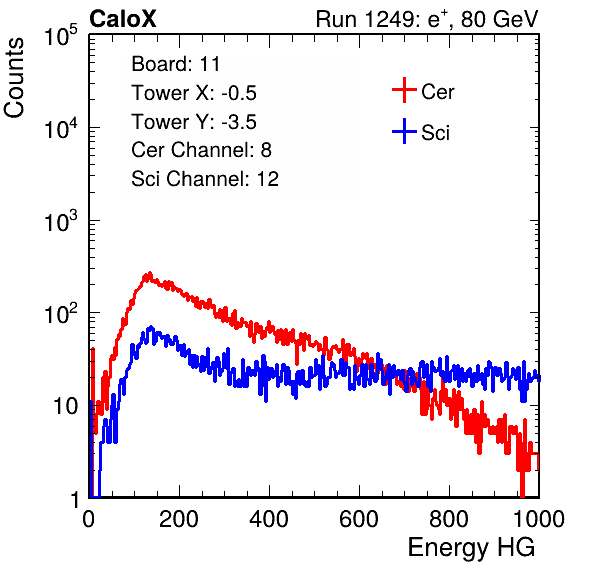 CaloX Run 1249: e⁺, 80 GeV
Counts
Board: 11
Tower X: -0.5
Tower Y: -3.5
Cer Channel: 8
Sci Channel: 12
Cer
Sci
10⁵
10⁴
10³
10²
10
1
0 200 400 600 800 1000
Energy HG